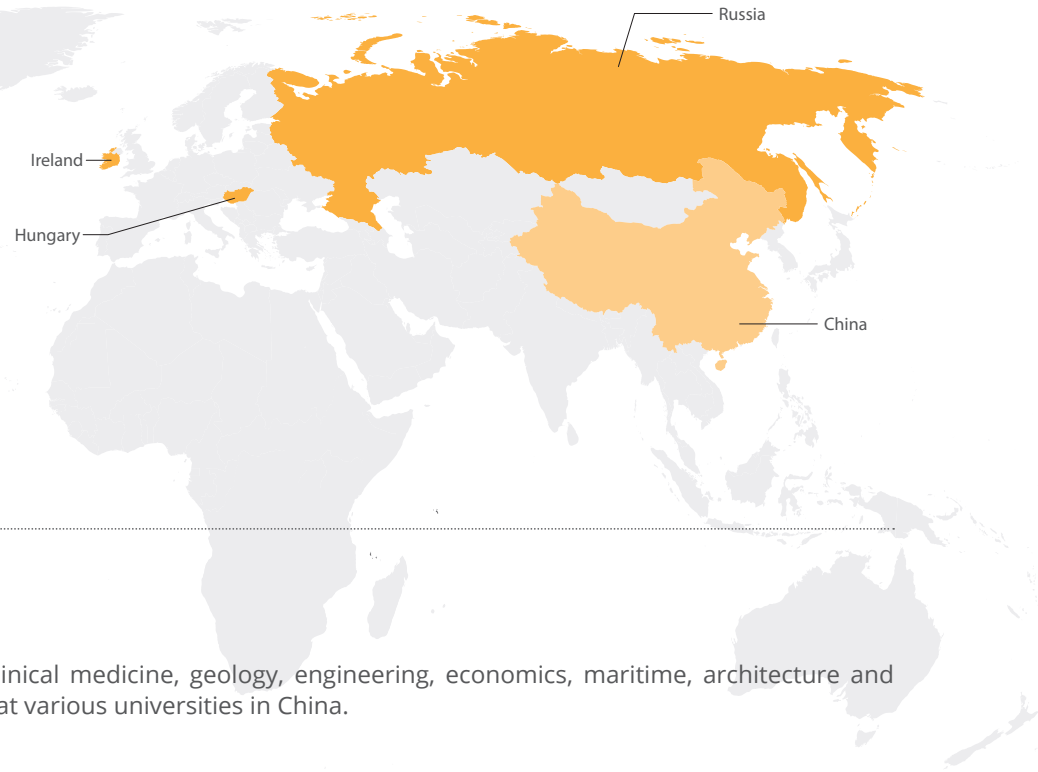 Russia
Ireland
Hungary
China
inical medicine, geology, engineering, economics, maritime, architecture and
at various universities in China.